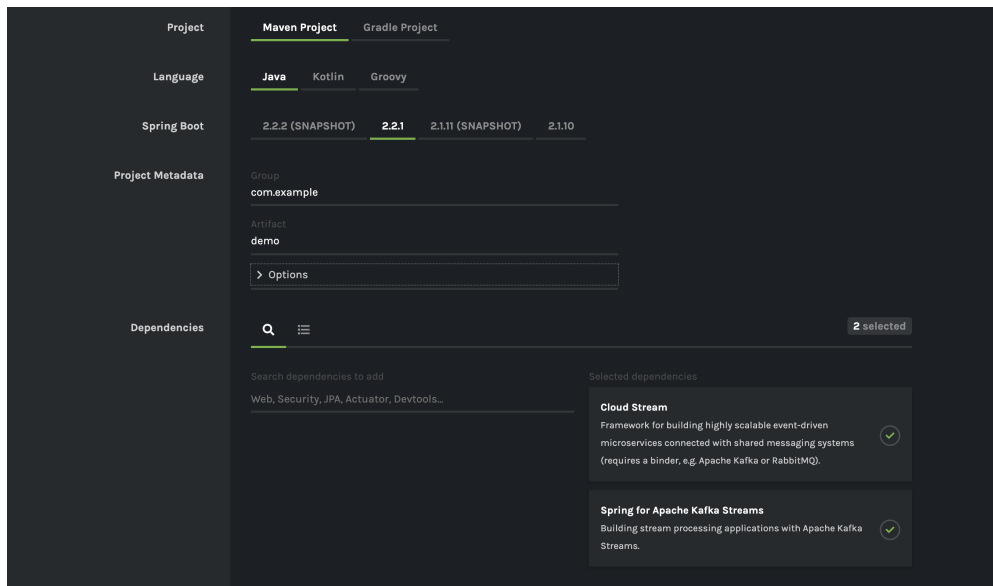 Project
Maven Project Gradle Project
Language
Java Kotlin Groovy
Spring Boot
2.2.2 (SNAPSHOT) 2.2.1 2.1.11 (SNAPSHOT) 2.1.10
Project Metadata
Group
com.example
Artifact
demo
Options
Dependencies
2 selected
Search dependencies to add
Web, Security, JPA, Actuator, Devtools...
Selected dependencies
Cloud Stream
Framework for building highly scalable event-driven
microservices connected with shared messaging systems
(requires a binder, e.g. Apache Kafka or RabbitMQ).
Spring for Apache Kafka Streams
Building stream processing applications with Apache Kafka
Streams.